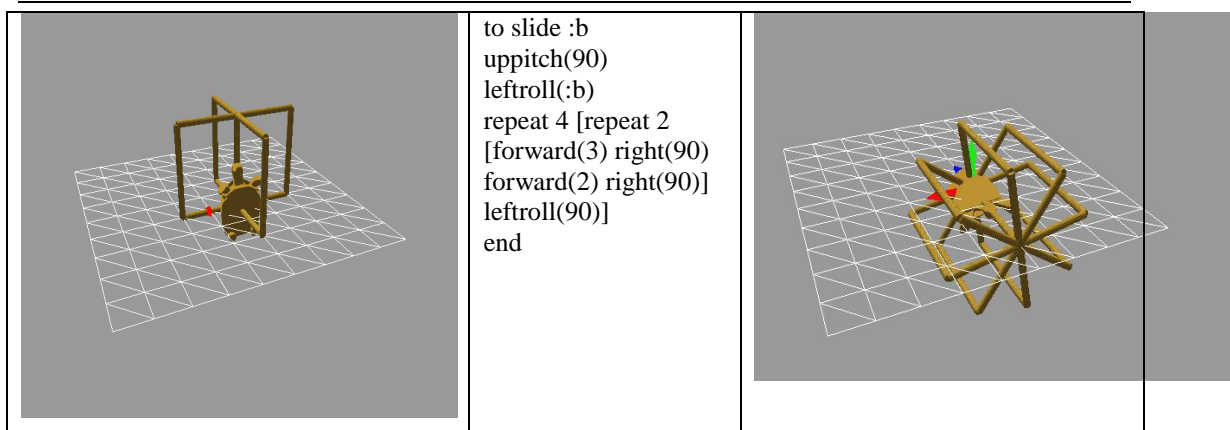 to slide :b
uppitch(90)
leftroll(:b)
repeat 4 [repeat 2
[forward(3) right(90)
forward(2) right(90)]
leftroll(90)]
end